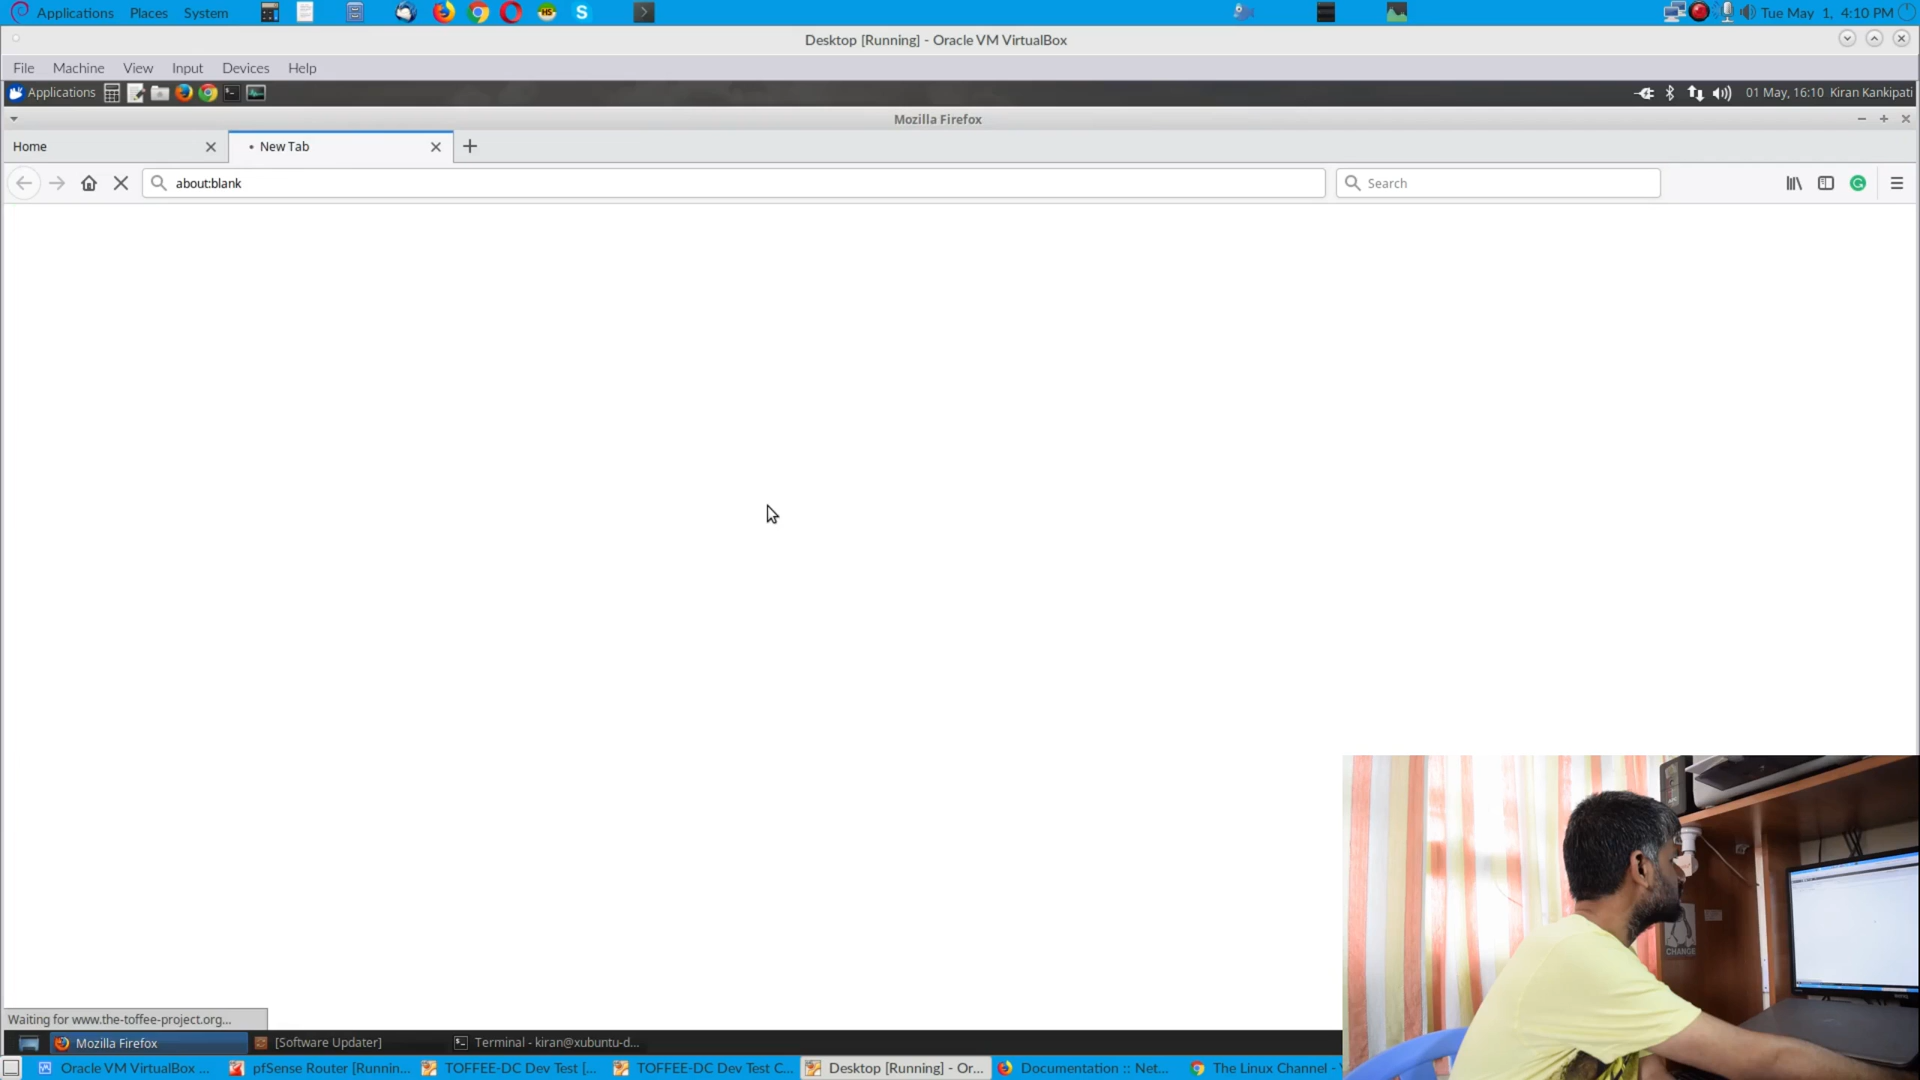 Applications Places System
Tue May 1, 4:10 PM
Desktop [Running] - Oracle VM VirtualBox
File Machine View Input Devices Help
Applications
01 May, 16:10 Kiran Kankipati
Mozilla Firefox
Home
New Tab
about:blank
Search
Waiting for www.the-toffee-project.org...
Mozilla Firefox
[Software Updater]
Terminal - kiran@xubuntu-d...
Oracle VM VirtualBox ...
pfSense Router [Runnin...
TOFFEE-DC Dev Test [...
TOFFEE-DC Dev Test C...
Desktop [Running] - Or...
Documentation :: Net...
The Linux Channel -
CHANGE